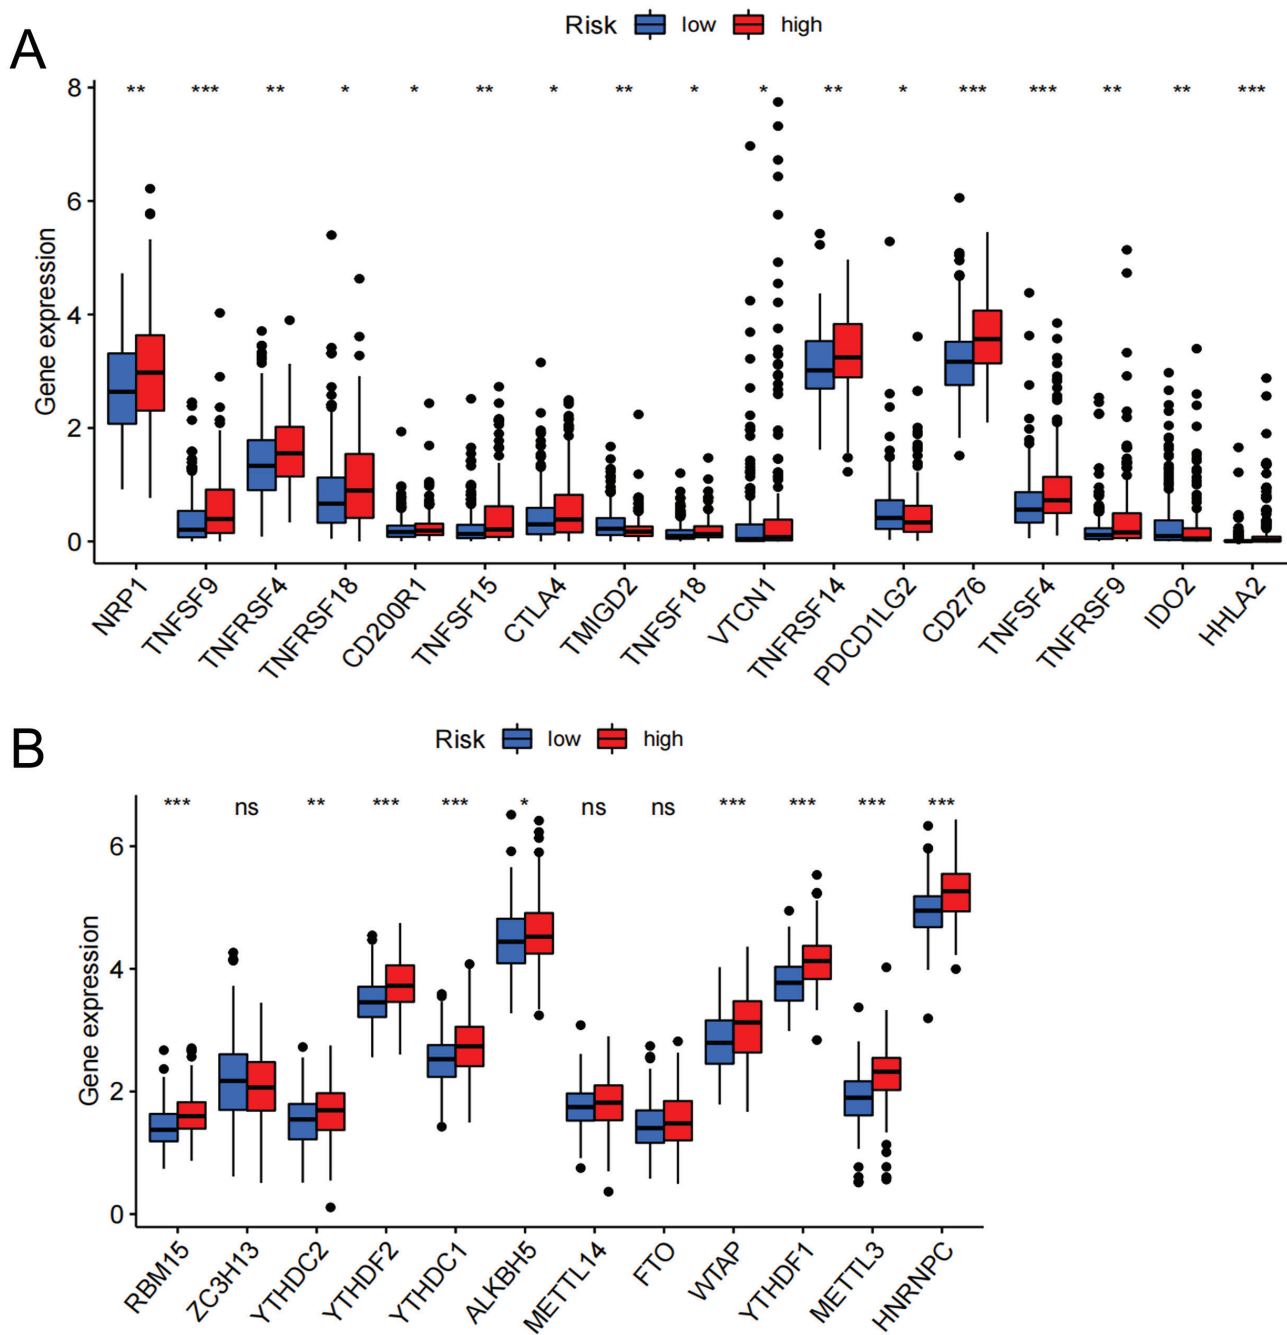 Risk low high
A
8 ** *** ** * * ** * ** * * ** * *** *** ** ** ***
6
4
2
0
Gene expression
NRP1 TNFSF9 TNFRSF4 TNFRSF18 CD200R1 TNFSF15 CTLA4 TMIGD2 TNFSF18 VTCN1 TNFRSF14 PDCD1LG2 CD276 TNFSF4 TNFRSF9 IDO2 HHLA2
Risk low high
B
*** ns ** *** *** * ns ns *** *** *** ***
6
4
2
0
Gene expression
RBM15 ZC3H13 YTHDC2 YTHDF2 YTHDC1 ALKBH5 METTL14 FTO WTAP YTHDF1 METTL3 HNRNPC